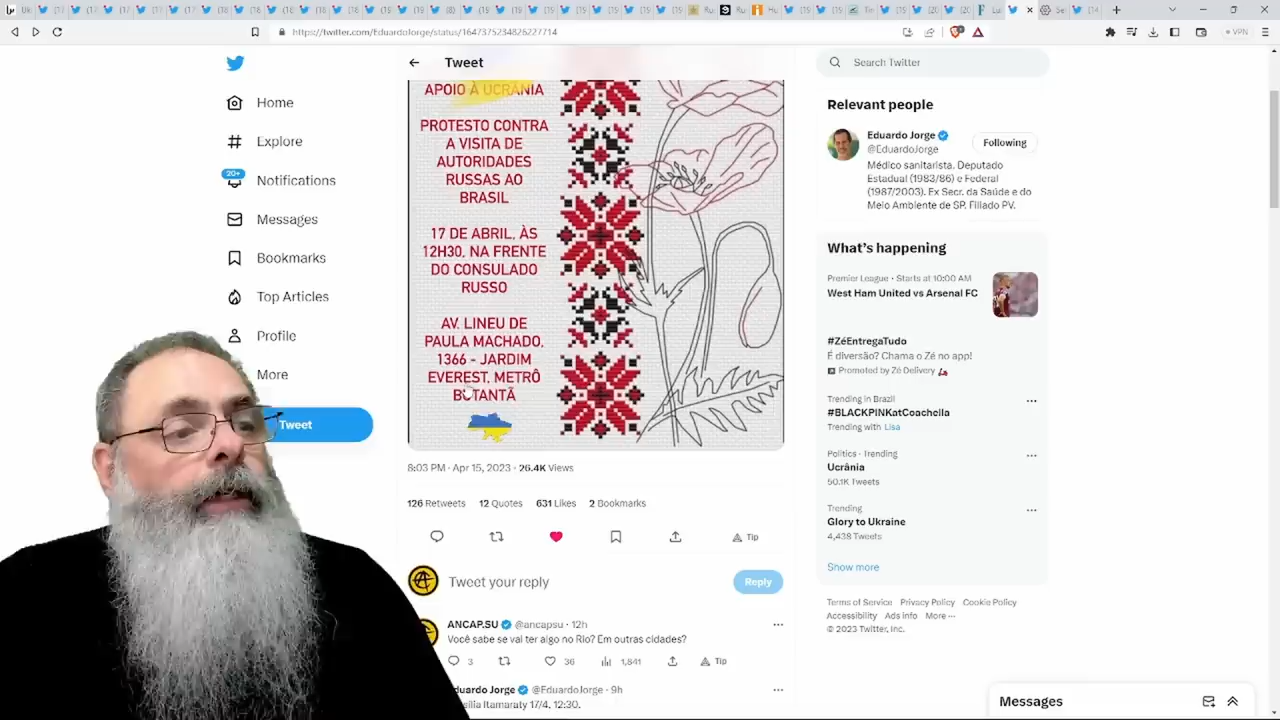 https://twitter.com/EduardoJorge/status/1647375234826227714
VPN
Home
Explore
20+
Notifications
Messages
Bookmarks
Top Articles
Profile
More
Tweet
Tweet
APOIO À UCRÂNIA
PROTESTO CONTRA
A VISITA DE
AUTORIDADES
RUSSAS AO
BRASIL
17 DE ABRIL, ÀS
12H30, NA FRENTE
DO CONSULADO
RUSSO
AV. LINEU DE
PAULA MACHADO,
1366 - JARDIM
EVEREST, METRÔ
BUTANTÃ
8:03 PM · Apr 15, 2023 · 26.4K Views
126 Retweets 12 Quotes 631 Likes 2 Bookmarks
Tip
Tweet your reply
Reply
ANCAP.SU @ancapsu · 12h
Você sabe se vai ter algo no Rio? Em outras cidades?
3 36 1,841 Tip
duardo Jorge @EduardoJorge · 9h
sília Itamaraty 17/4, 12:30.
Search Twitter
Relevant people
Eduardo Jorge
@EduardoJorge
Following
Médico sanitarista. Deputado
Estadual (1983/86) e Federal
(1987/2003). Ex Secr. da Saúde e do
Meio Ambiente de SP. Filiado PV.
What's happening
Premier League · Starts at 10:00 AM
West Ham United vs Arsenal FC
#ZéEntregaTudo
É diversão? Chama o Zé no app!
Promoted by Zé Delivery
Trending in Brazil
#BLACKPINKatCoachella
Trending with Lisa
Politics · Trending
Ucrânia
50.1K Tweets
Trending
Glory to Ukraine
4,438 Tweets
Show more
Terms of Service Privacy Policy Cookie Policy
Accessibility Ads info More ···
© 2023 Twitter, Inc.
Messages